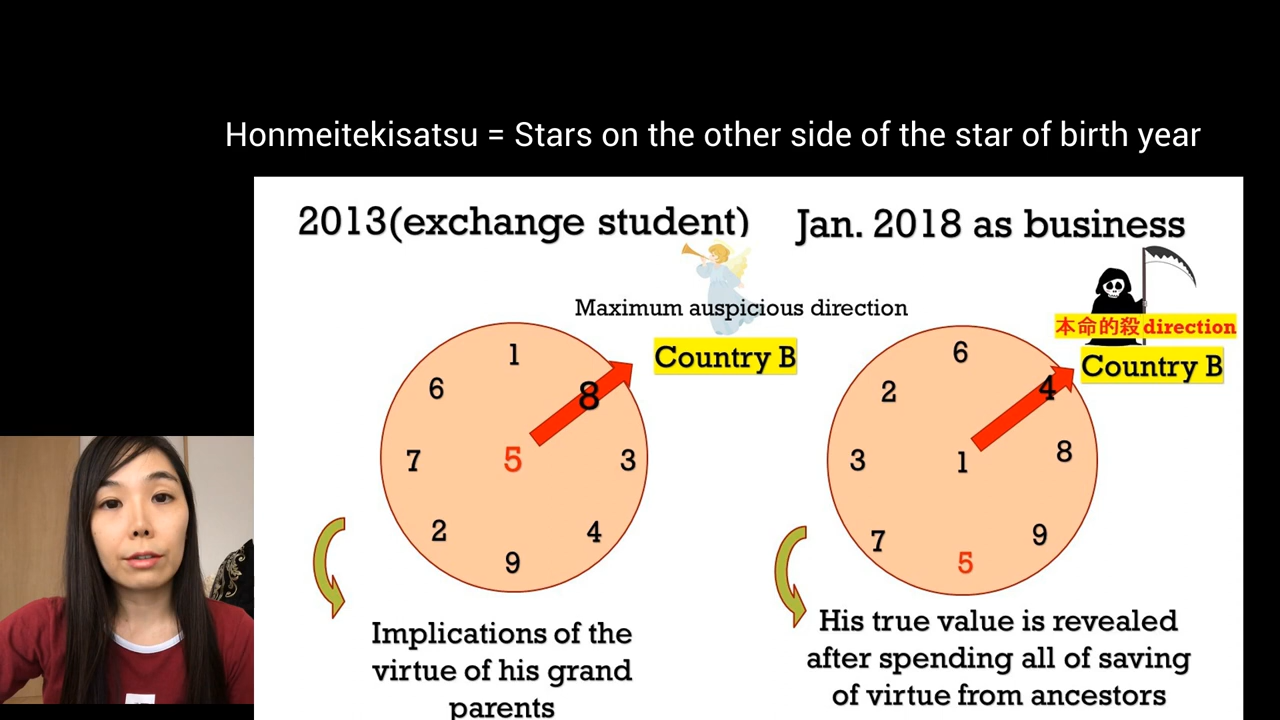 Honmeitekisatsu = Stars on the other side of the star of birth year
2013(exchange student)
Jan. 2018 as business
Maximum auspicious direction
本命的殺 direction
Country B
Country B
1
6
8
7
5
3
2
4
9
6
2
4
3
1
8
7
9
5
Implications of the
virtue of his grand
parents
His true value is revealed
after spending all of saving
of virtue from ancestors